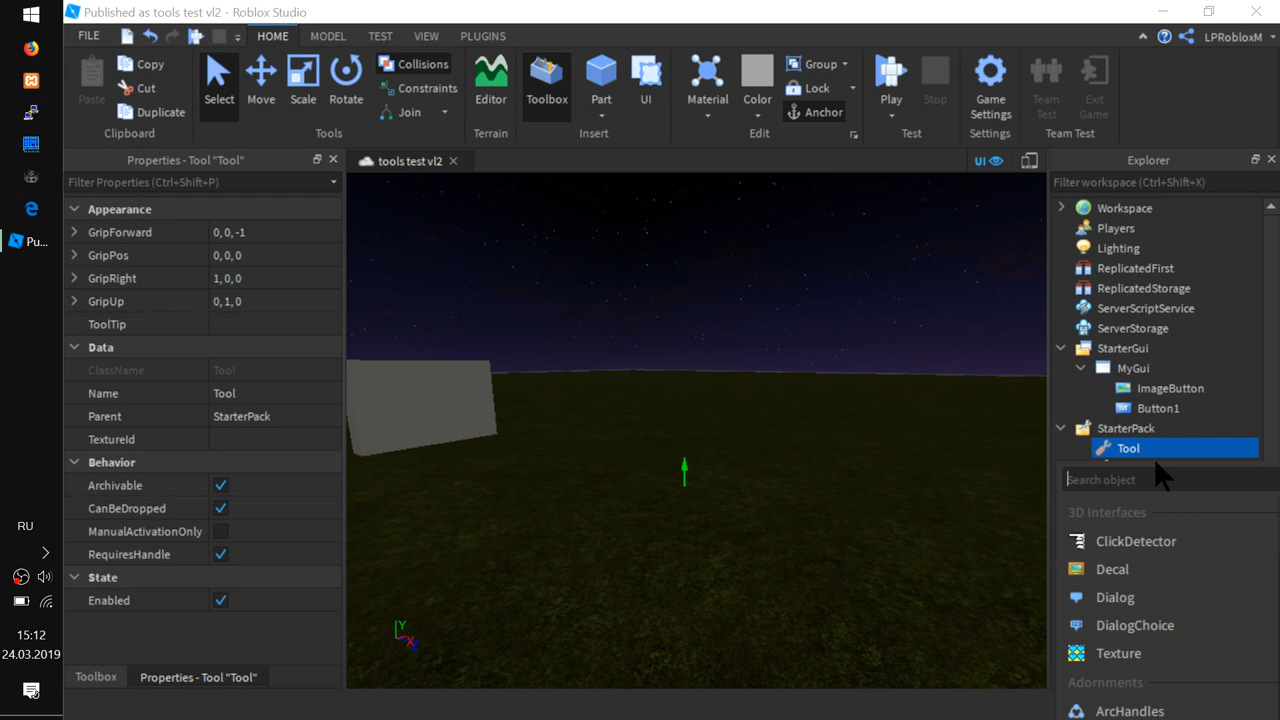 Published as tools test vl2 - Roblox Studio
FILE HOME MODEL TEST VIEW PLUGINS LPRobloxM
Paste Copy Cut Duplicate
Clipboard
Select Move Scale Rotate Collisions Constraints Join
Tools
Editor
Terrain
Toolbox Part UI
Insert
Material Color Group Lock Anchor
Edit
Play Stop
Test
Game Settings
Settings
Team Test Exit Game
Team Test
Properties - Tool "Tool"
Filter Properties (Ctrl+Shift+P)
Appearance
GripForward 0,0,-1
GripPos 0,0,0
GripRight 1,0,0
GripUp 0,1,0
ToolTip
Data
ClassName Tool
Name Tool
Parent StarterPack
TextureId
Behavior
Archivable
CanBeDropped
ManualActivationOnly
RequiresHandle
State
Enabled
Toolbox Properties - Tool "Tool"
tools test vl2
UI
Y
Explorer
Filter workspace (Ctrl+Shift+X)
Workspace
Players
Lighting
ReplicatedFirst
ReplicatedStorage
ServerScriptService
ServerStorage
StarterGui
MyGui
ImageButton
Button1
StarterPack
Tool
Search object
3D Interfaces
ClickDetector
Decal
Dialog
DialogChoice
Texture
Adornments
ArcHandles
Pu...
RU
15:12
24.03.2019